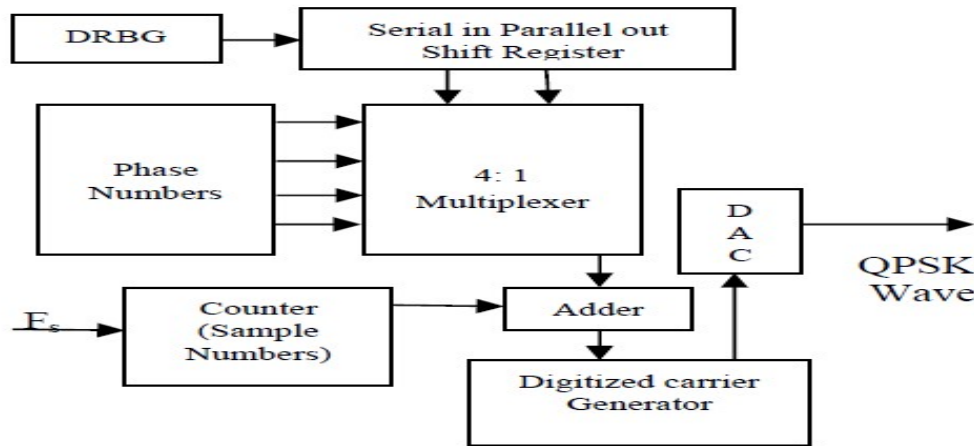 DRBG
Serial in Parallel out
Shift Register
Phase
Numbers
4: 1
Multiplexer
D
A
C
QPSK
Wave
Fs
Counter
(Sample
Numbers)
Adder
Digitized carrier
Generator